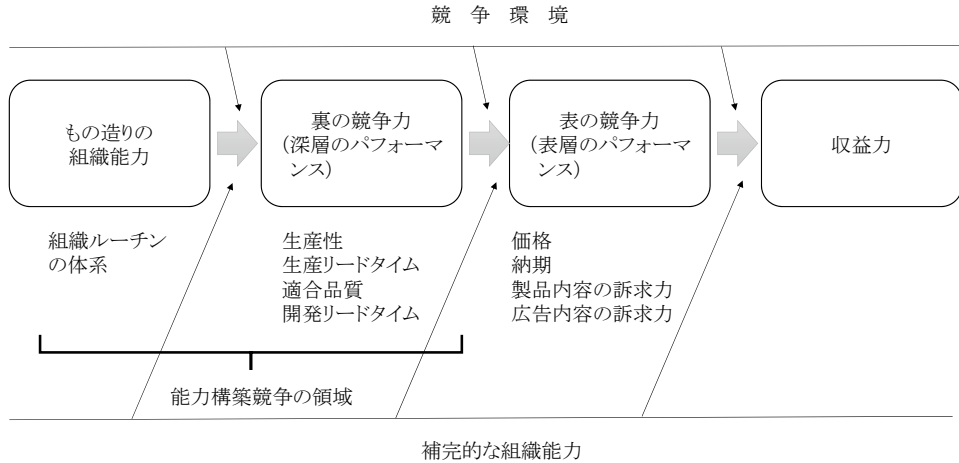 競 争 環 境
もの造りの
組織能力
裏の競争力
(深層のパフォーマ
ンス)
表の競争力
(表層のパフォーマ
ンス)
収益力
組織ルーチン
の体系
生産性
生産リードタイム
適合品質
開発リードタイム
価格
納期
製品内容の訴求力
広告内容の訴求力
能力構築競争の領域
補完的な組織能力